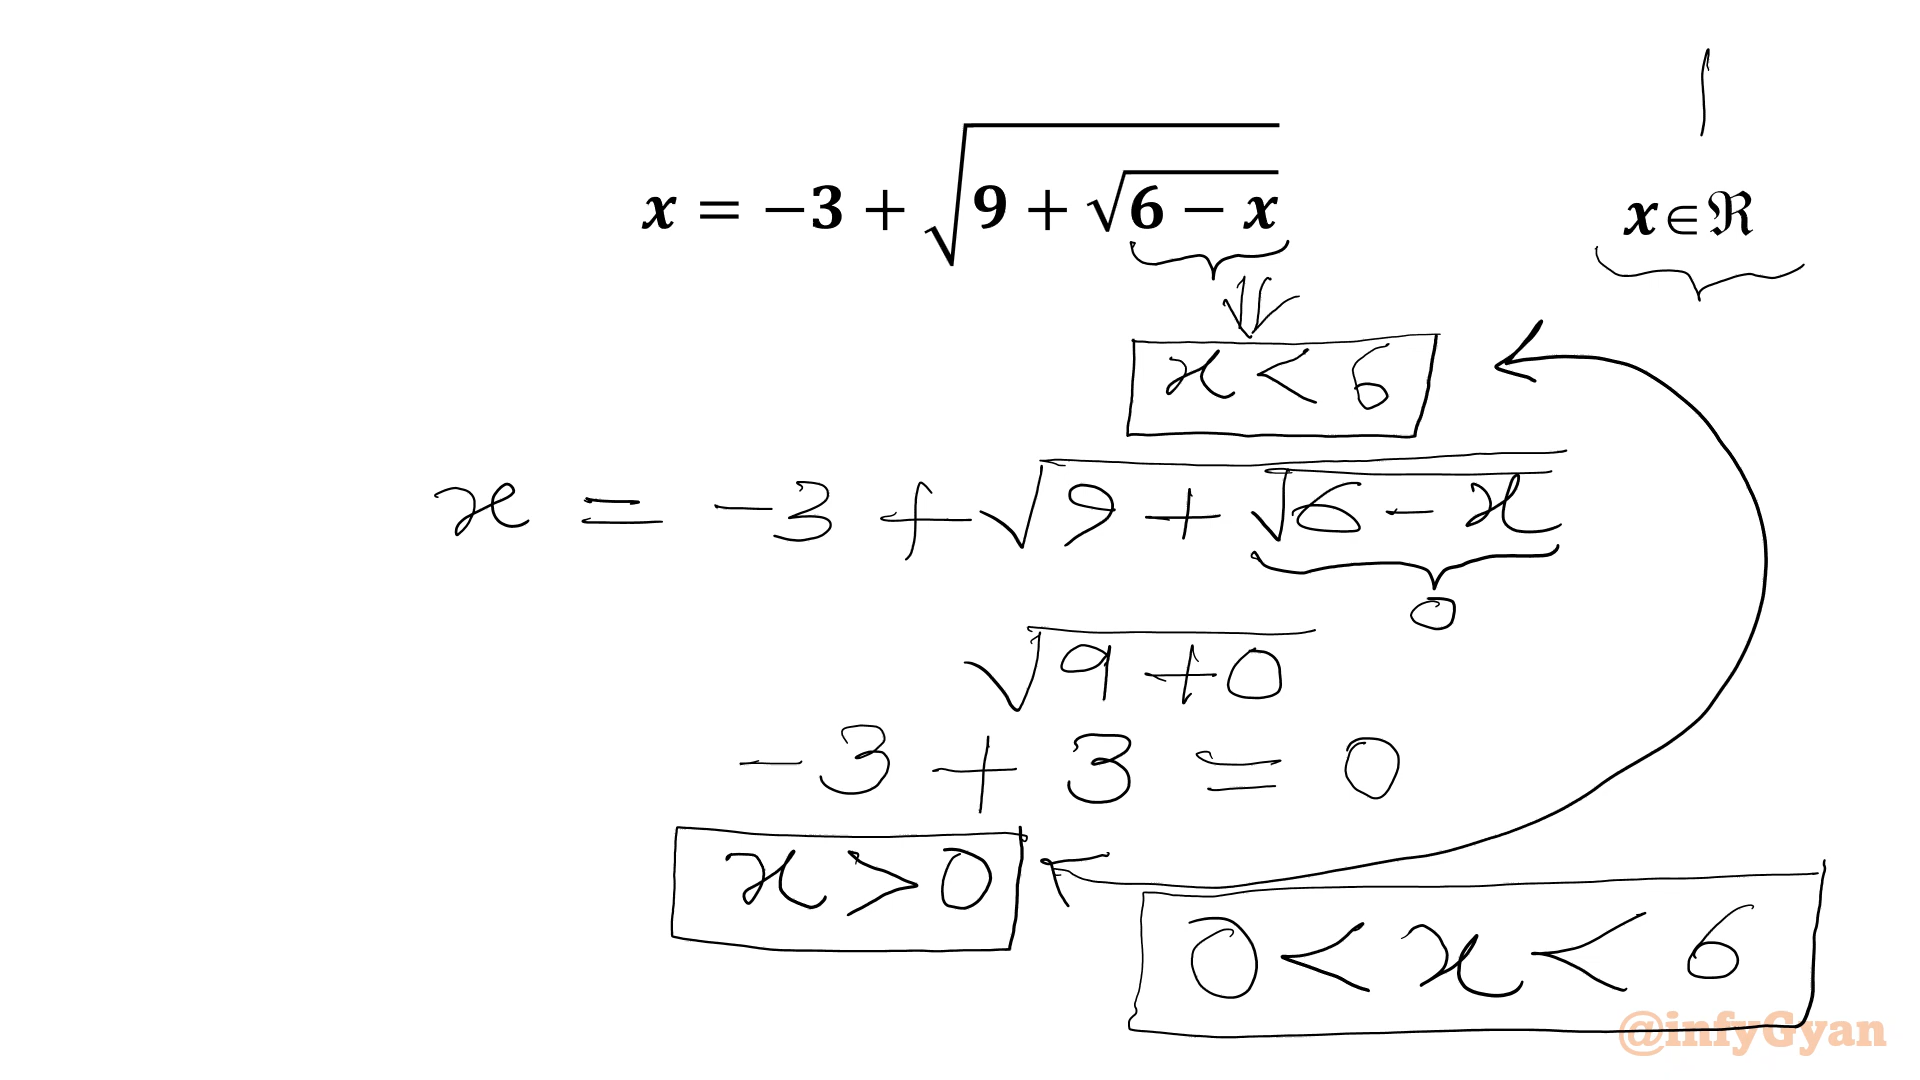 x = −3 + √(9 + √(6 − x))
x∈ℜ
x < 6
x = −3 + √(9 + √(6 − x))
0
√(9 + 0)
−3 + 3 = 0
x > 0
0 < x < 6
@infyGyan